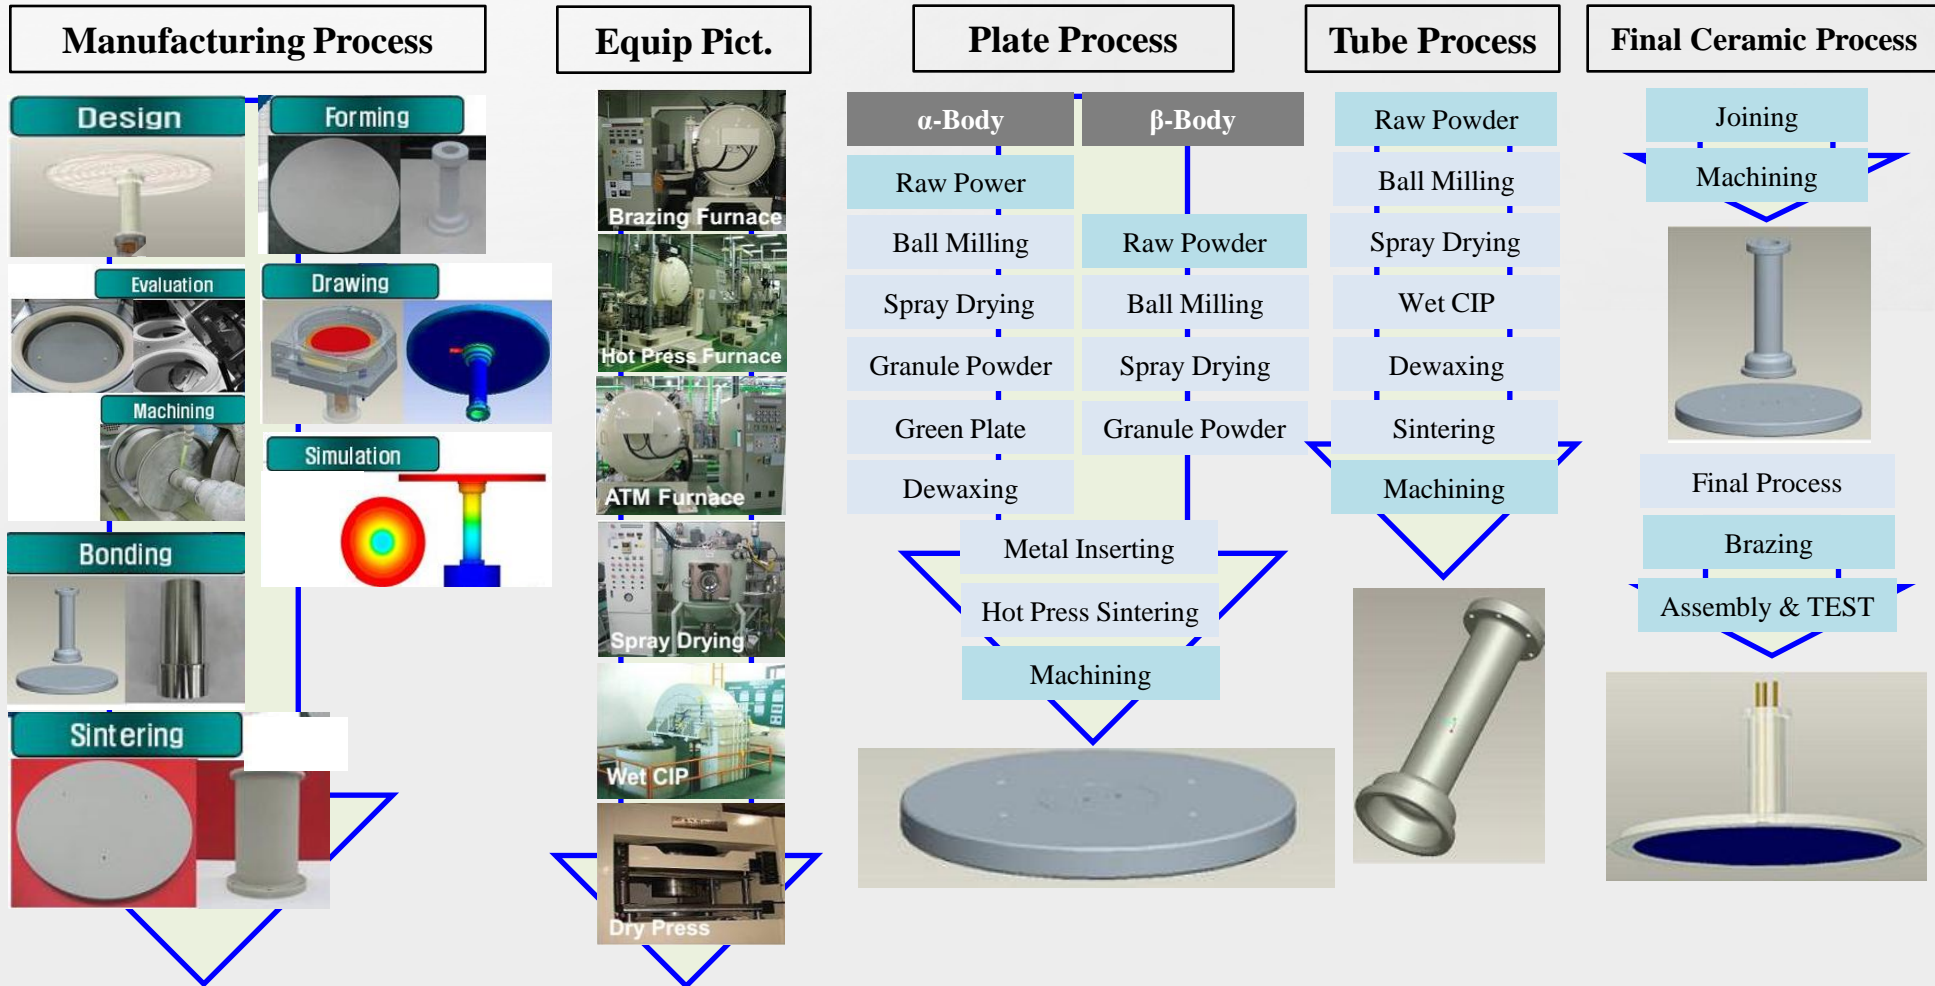 Manufacturing Process
Design
Forming
Evaluation
Drawing
Machining
Simulation
Bonding
Sintering
Equip Pict.
Brazing Furnace
Hot Press Furnace
ATM Furnace
Spray Drying
Wet CIP
Dry Press
Plate Process
α-Body
Raw Power
Ball Milling
Spray Drying
Granule Powder
Green Plate
Dewaxing
β-Body
Raw Powder
Ball Milling
Spray Drying
Granule Powder
Metal Inserting
Hot Press Sintering
Machining
Tube Process
Raw Powder
Ball Milling
Spray Drying
Wet CIP
Dewaxing
Sintering
Machining
Final Ceramic Process
Joining
Machining
Final Process
Brazing
Assembly & TEST